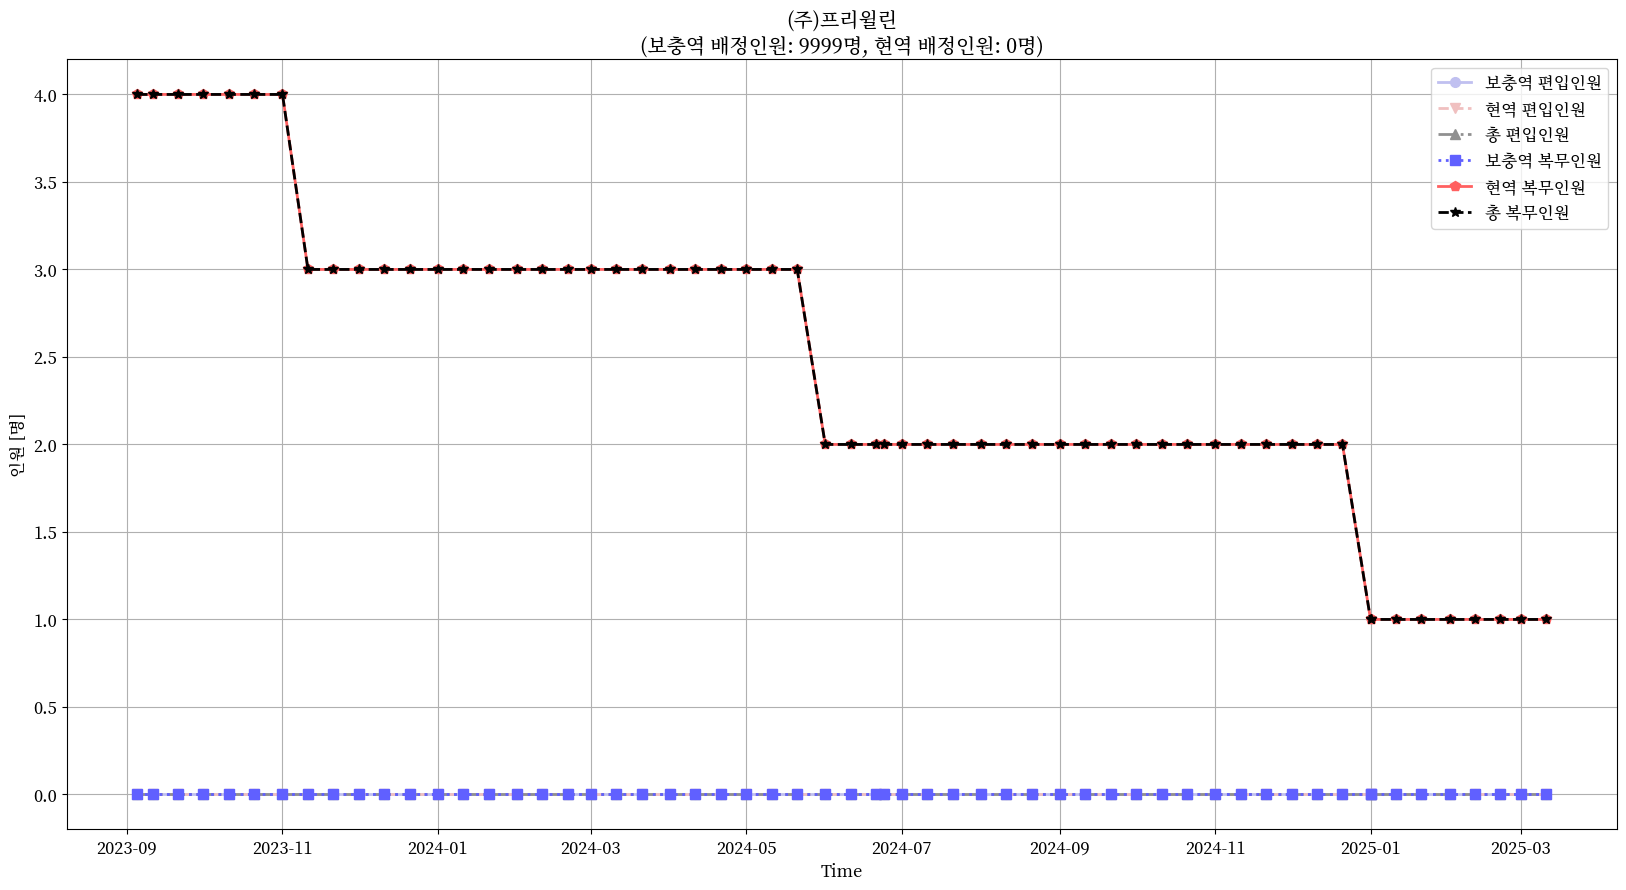 (주)프리윌린
(보충역 배정인원: 9999명, 현역 배정인원: 0명)
보충역 편입인원
현역 편입인원
총 편입인원
보충역 복무인원
현역 복무인원
총 복무인원
인원 [명]
4.0
3.5
3.0
2.5
2.0
1.5
1.0
0.5
0.0
2023-09 2023-11 2024-01 2024-03 2024-05 2024-07 2024-09 2024-11 2025-01 2025-03
Time